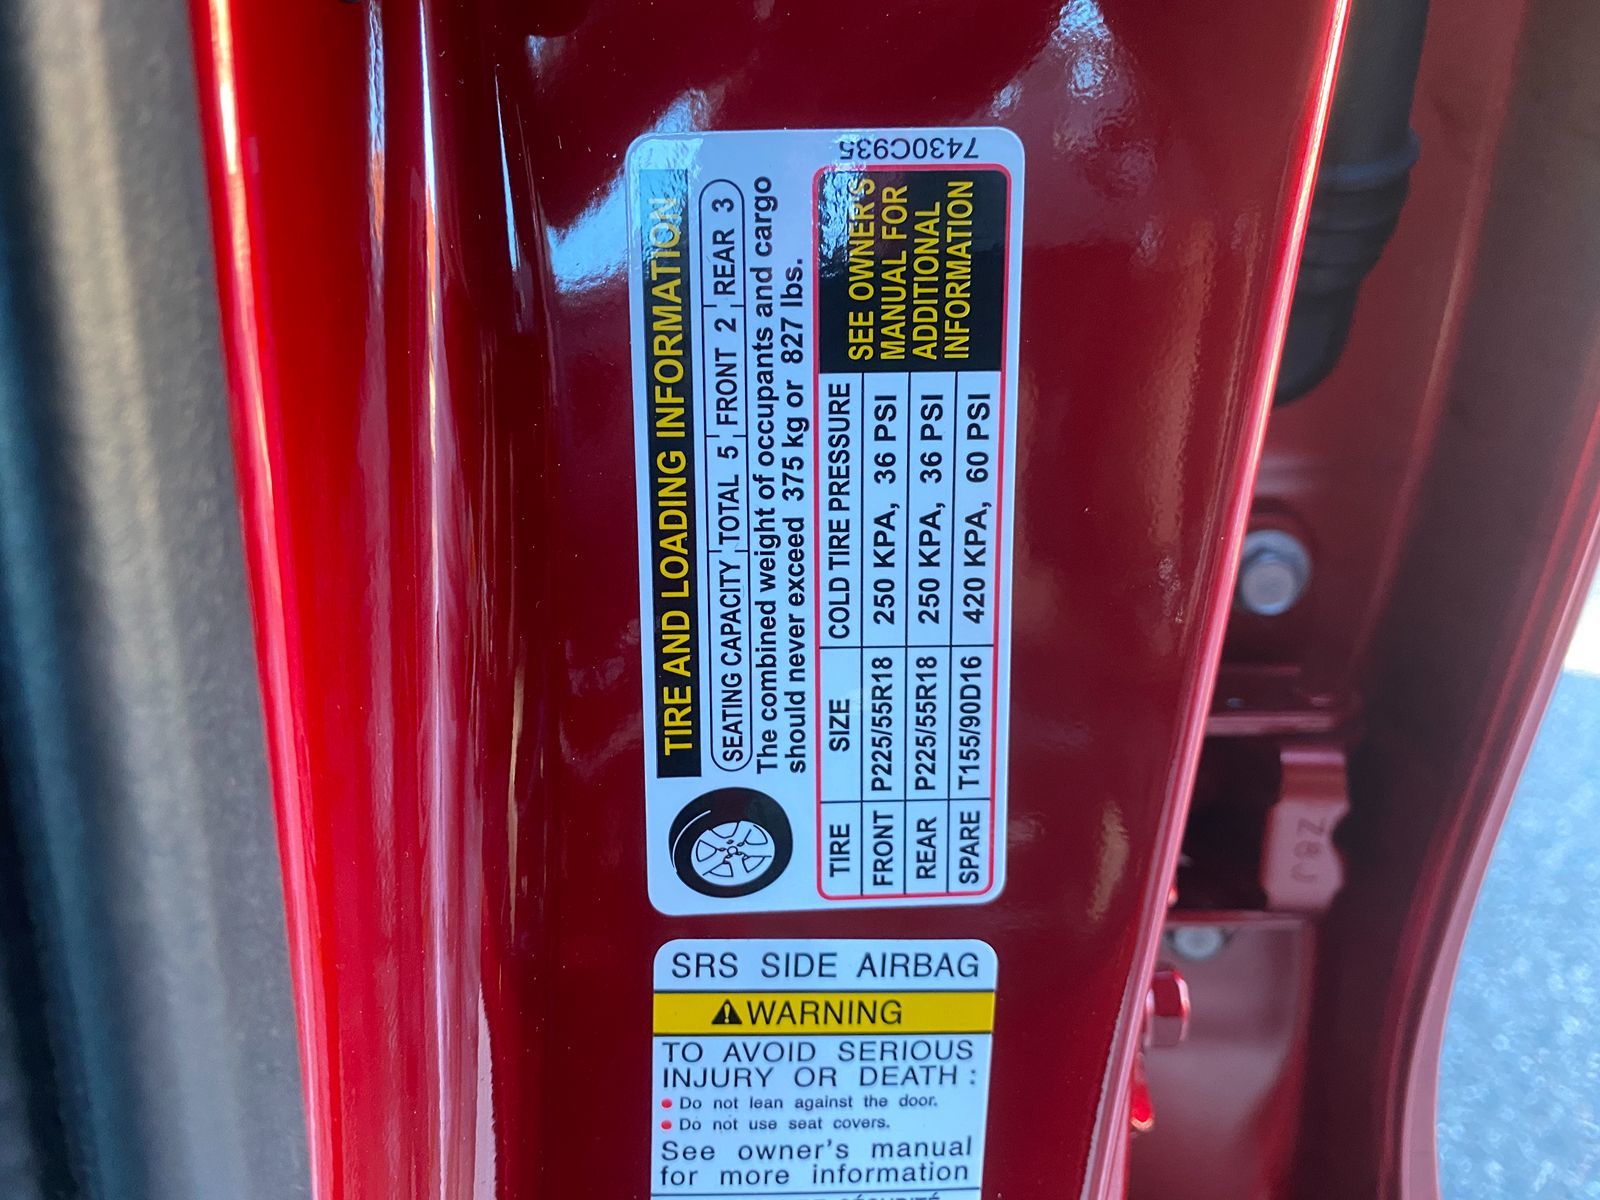 7430C935
TIRE AND LOADING INFORMATION
SEATING CAPACITY TOTAL 5 FRONT 2 REAR 3
The combined weight of occupants and cargo
should never exceed 375 kg or 827 lbs.
TIRE SIZE COLD TIRE PRESSURE
FRONT P225/55R18 250 KPA, 36 PSI
REAR P225/55R18 250 KPA, 36 PSI
SPARE T155/90D16 420 KPA, 60 PSI
SEE OWNER'S
MANUAL FOR
ADDITIONAL
INFORMATION
SRS SIDE AIRBAG
WARNING
TO AVOID SERIOUS
INJURY OR DEATH :
• Do not lean against the door.
• Do not use seat covers.
See owner's manual
for more information
Z8J